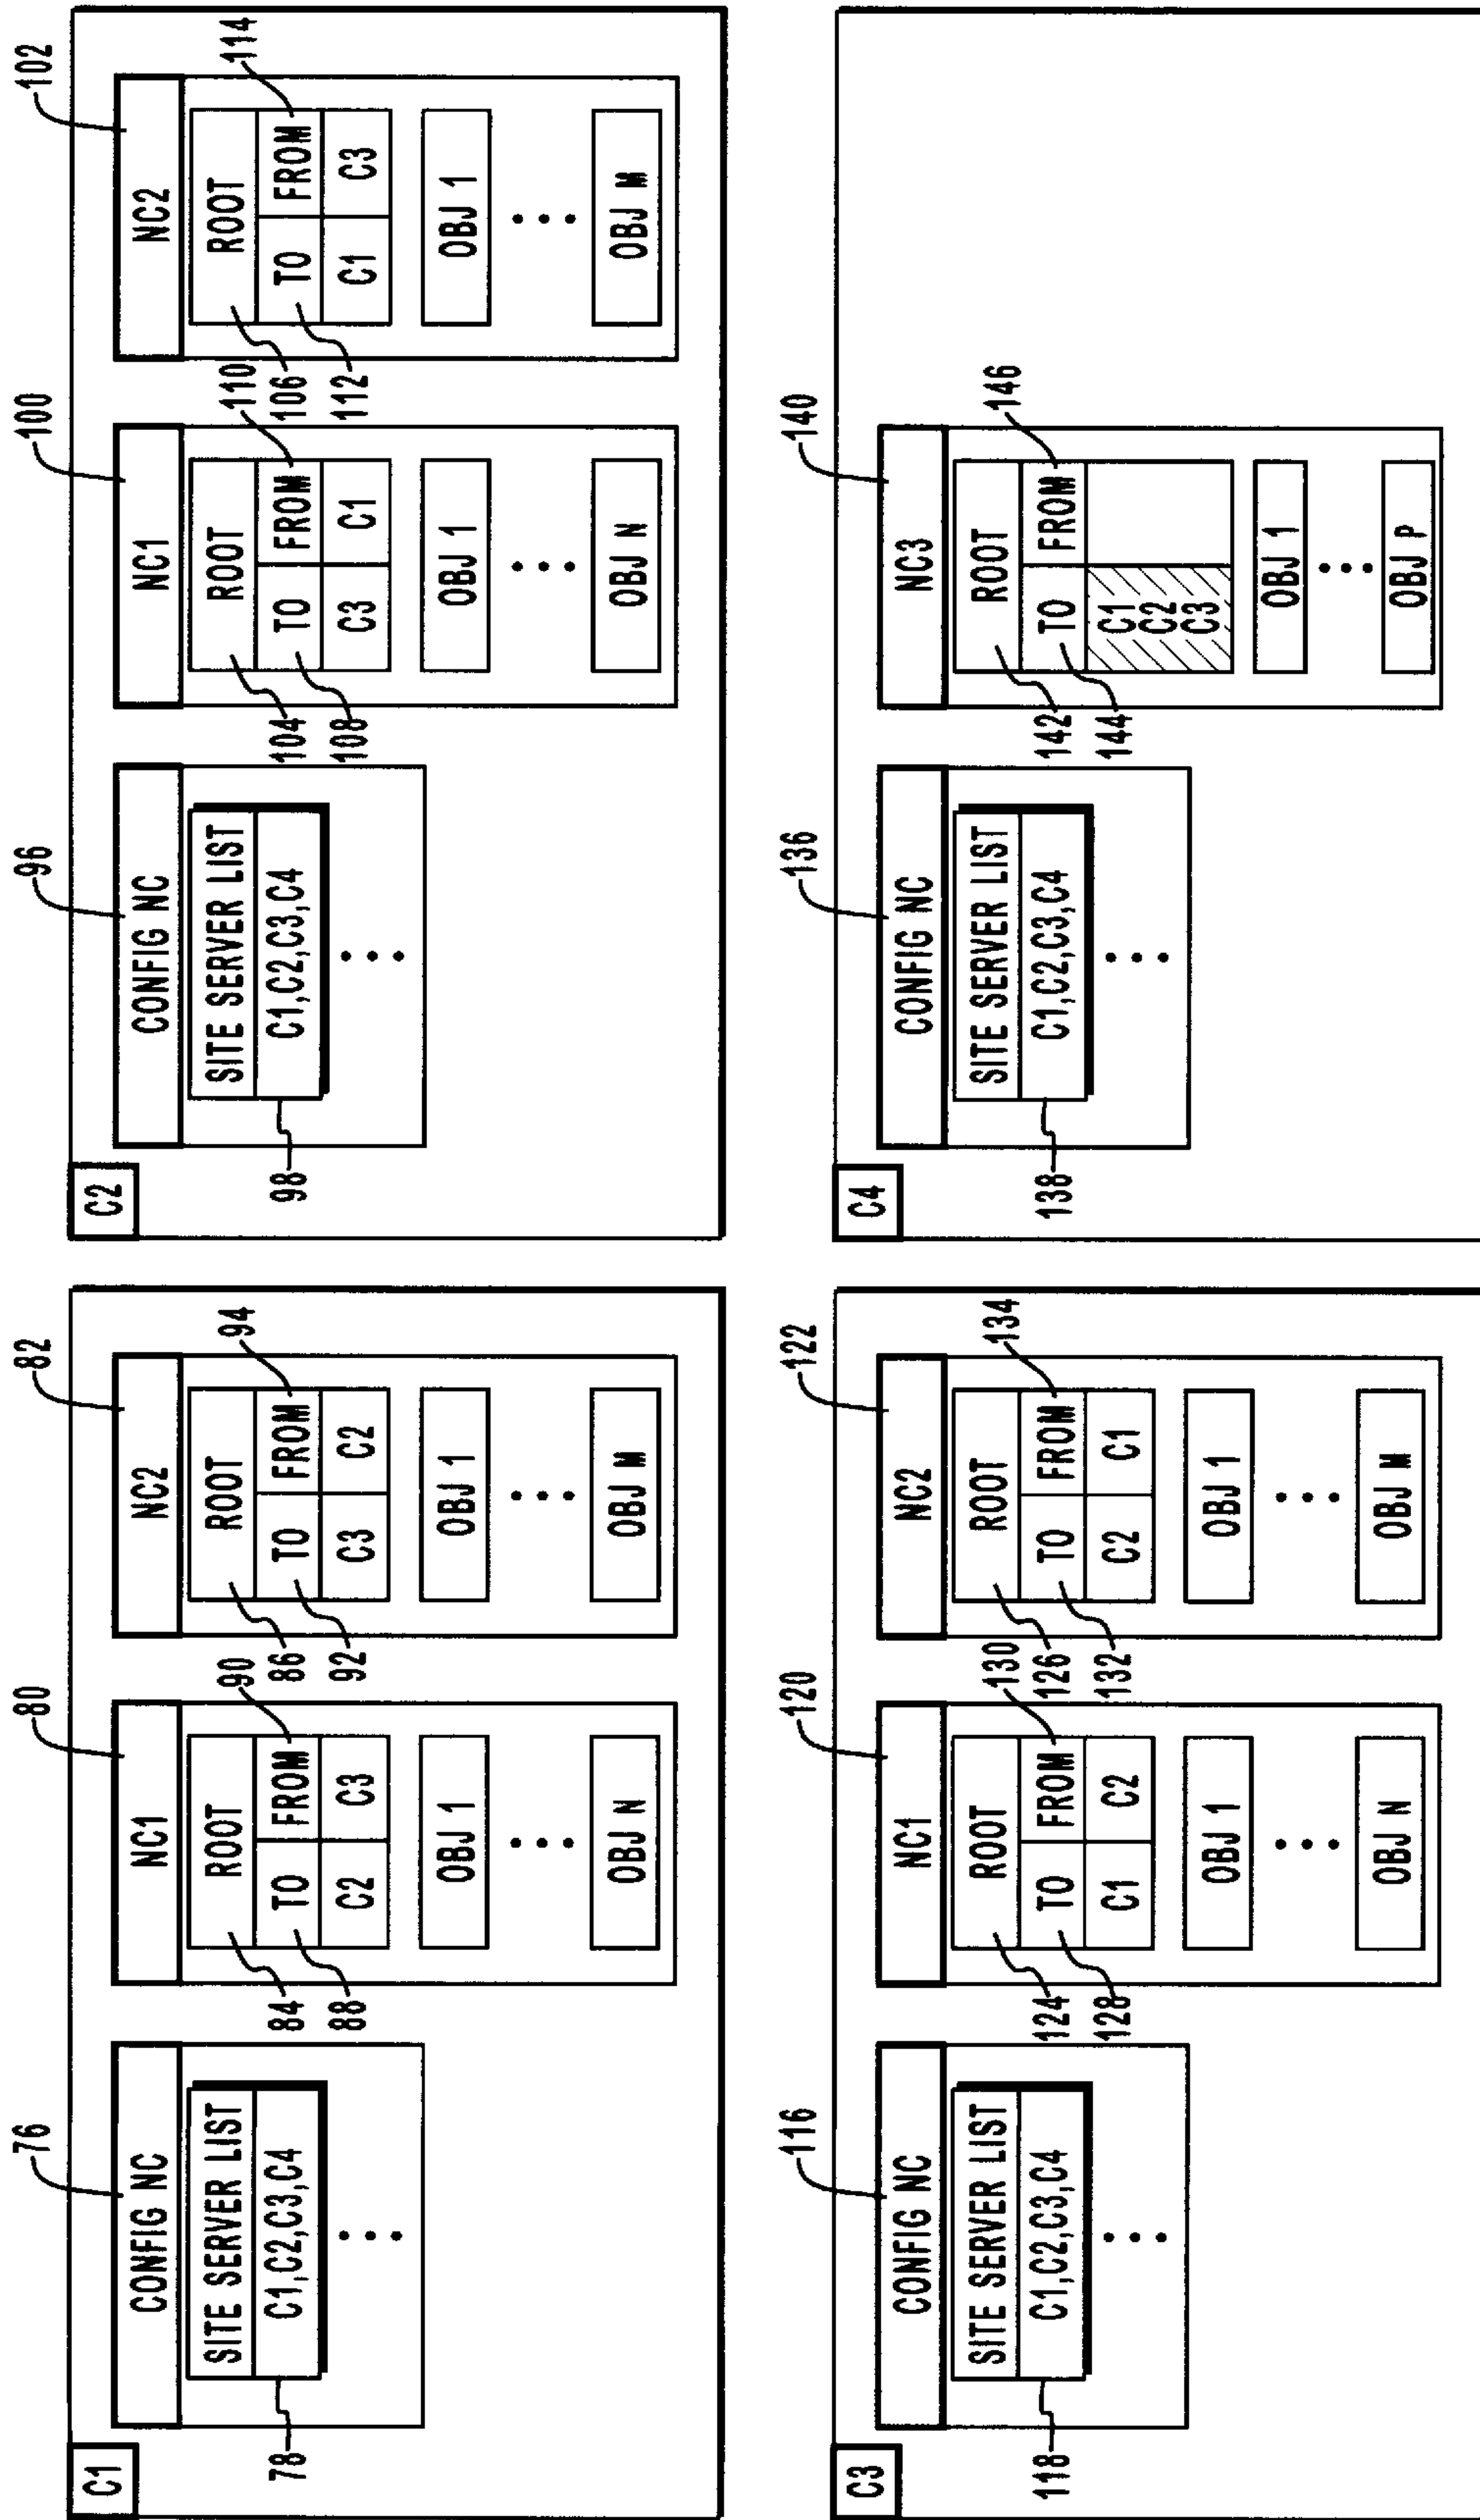 C1
76
CONFIG NC
SITE SERVER LIST
C1,C2,C3,C4
78
80
NC1
ROOT
TO FROM
C2 C3
84
88
90
OBJ 1
OBJ N
82
NC2
ROOT
TO FROM
C3 C2
86
92
94
OBJ 1
OBJ M
C2
96
CONFIG NC
SITE SERVER LIST
C1,C2,C3,C4
98
100
NC1
ROOT
TO FROM
C3 C1
104
108
110
OBJ 1
OBJ N
102
NC2
ROOT
TO FROM
C1 C3
106
112
114
OBJ 1
OBJ M
C3
116
CONFIG NC
SITE SERVER LIST
C1,C2,C3,C4
118
120
NC1
ROOT
TO FROM
C1 C2
124
128
130
OBJ 1
OBJ N
122
NC2
ROOT
TO FROM
C2 C1
126
132
134
OBJ 1
OBJ M
C4
136
CONFIG NC
SITE SERVER LIST
C1,C2,C3,C4
138
140
NC3
ROOT
TO FROM
C1
C2
C3
142
144
146
OBJ 1
OBJ P